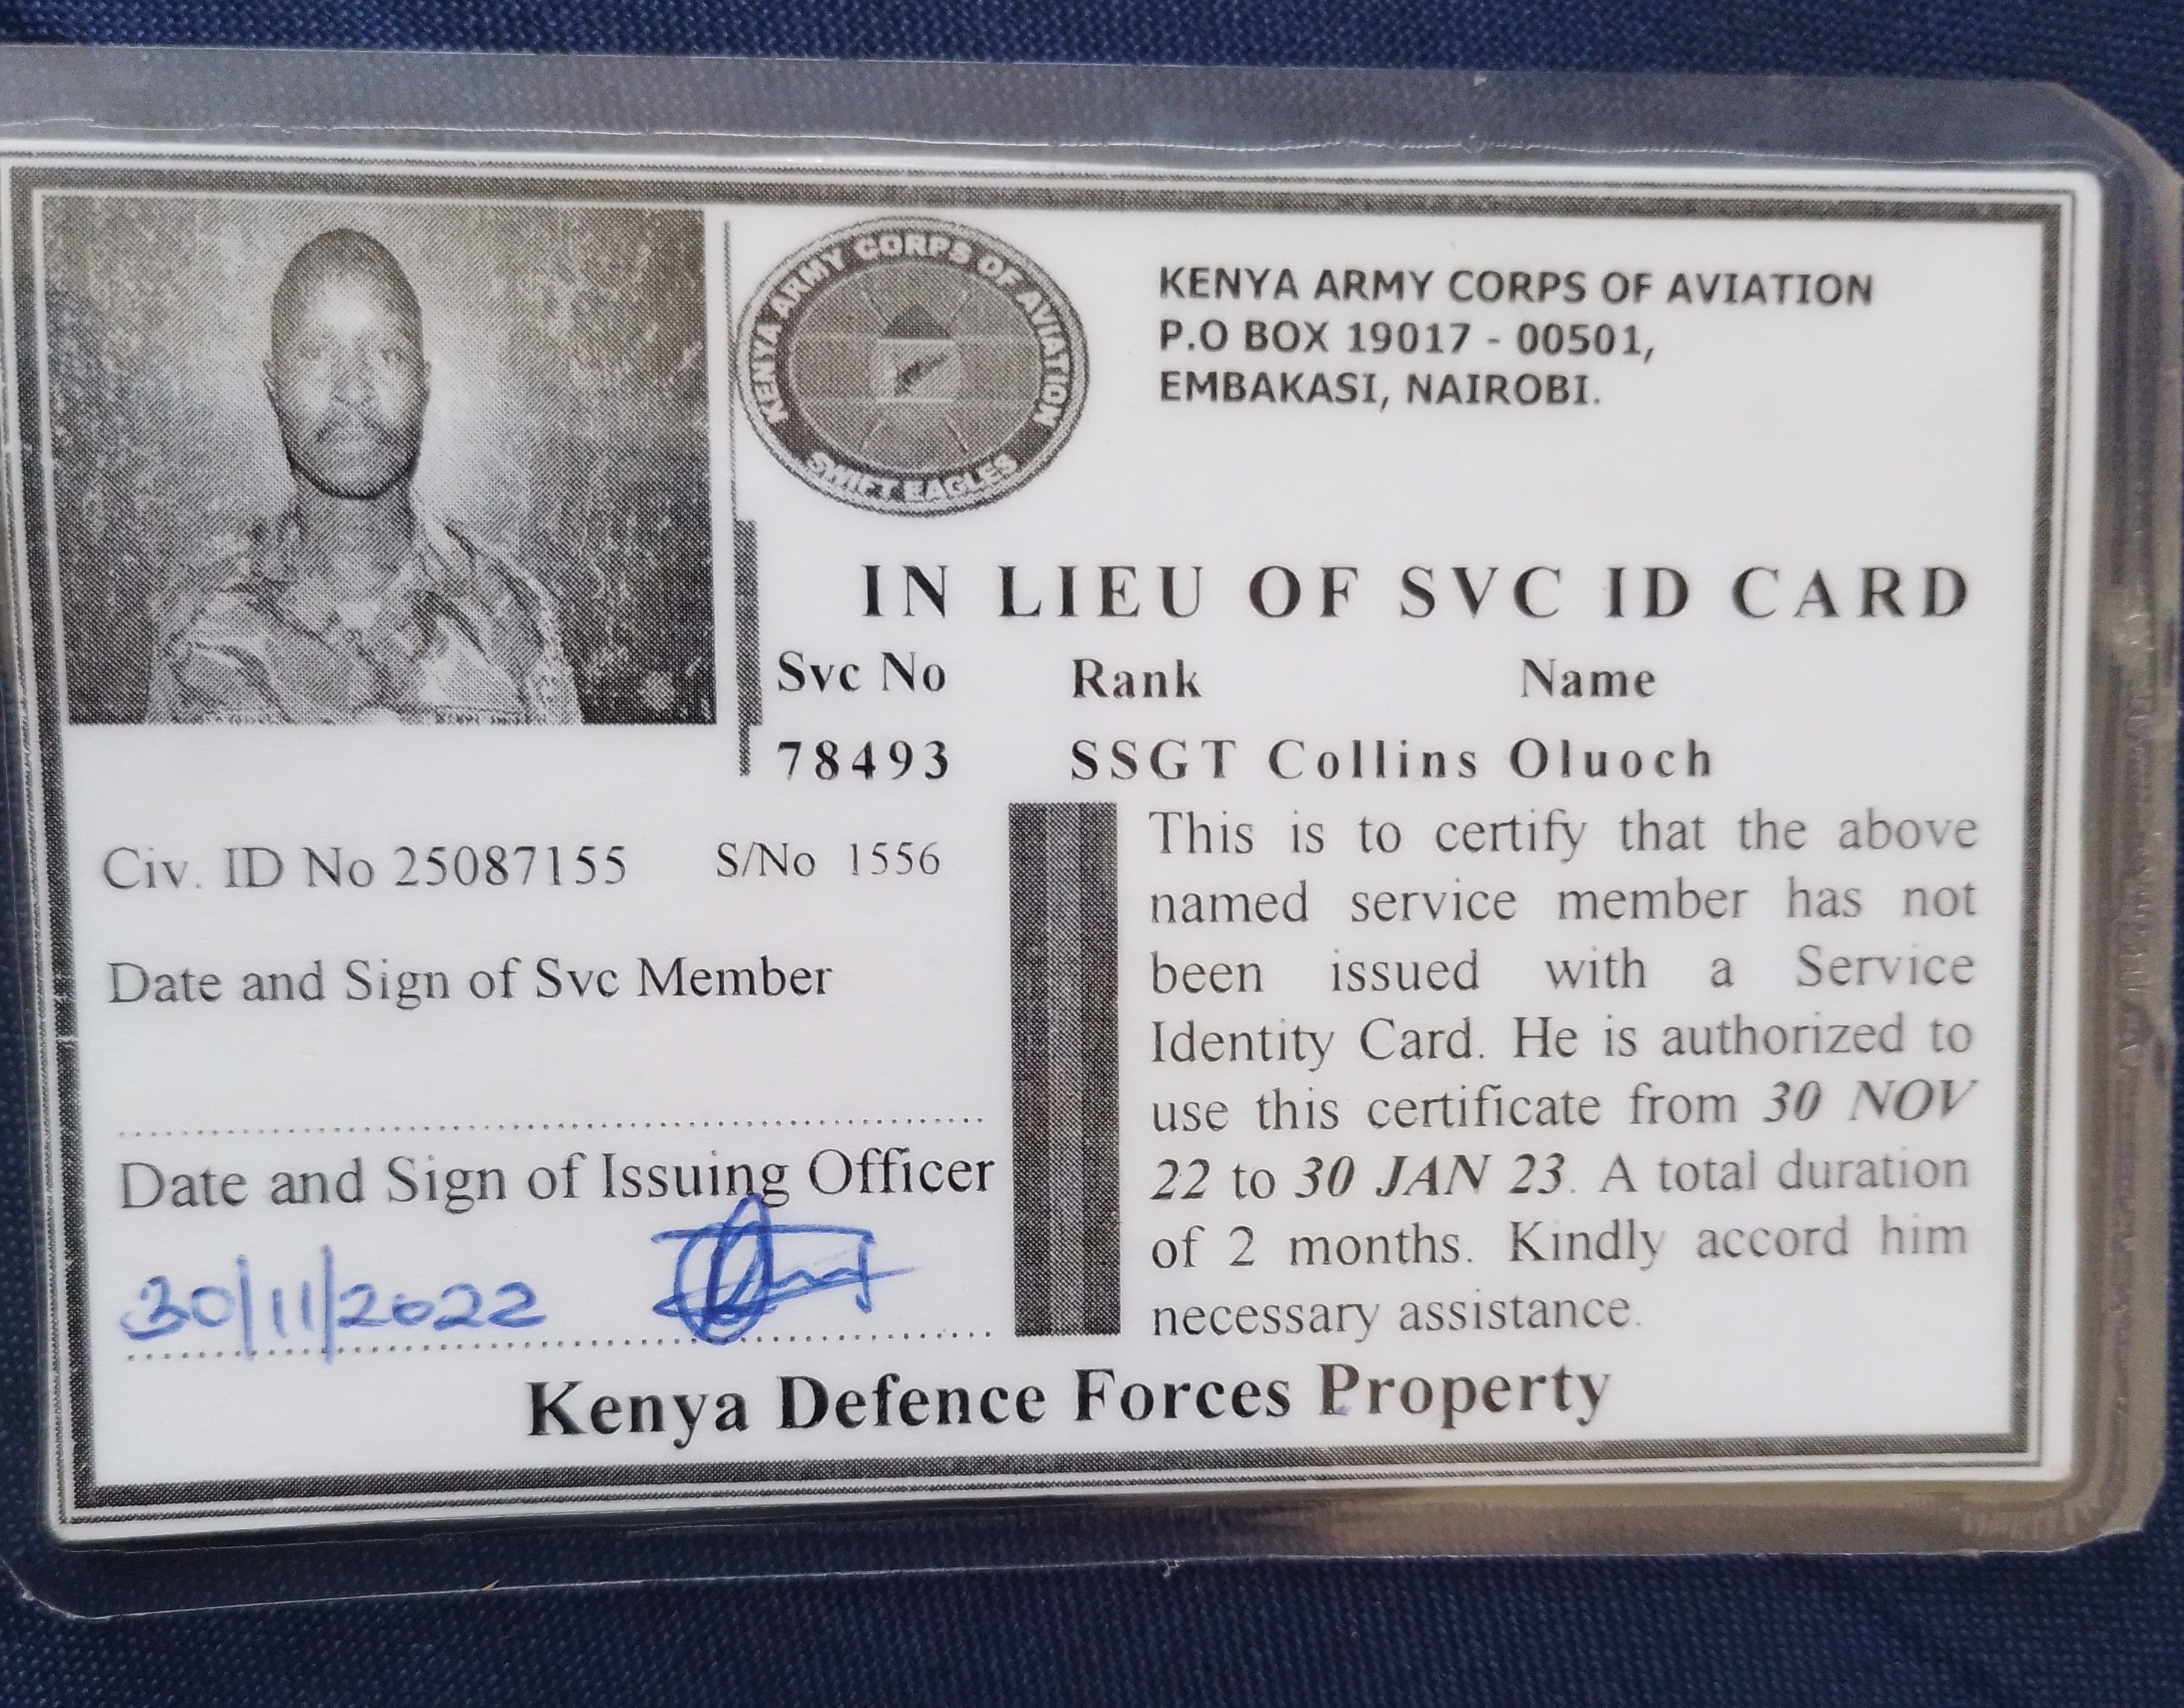 KENYA ARMY CORPS OF AVIATION
SWIFT EAGLES
KENYA ARMY CORPS OF AVIATION
P.O BOX 19017 - 00501,
EMBAKASI, NAIROBI.
IN LIEU OF SVC ID CARD
Svc No Rank Name
78493 SSGT Collins Oluoch
Civ. ID No 25087155 S/No 1556
Date and Sign of Svc Member
Date and Sign of Issuing Officer
30/11/2022
This is to certify that the above
named service member has not
been issued with a Service
Identity Card. He is authorized to
use this certificate from 30 NOV
22 to 30 JAN 23. A total duration
of 2 months. Kindly accord him
necessary assistance.
Kenya Defence Forces Property